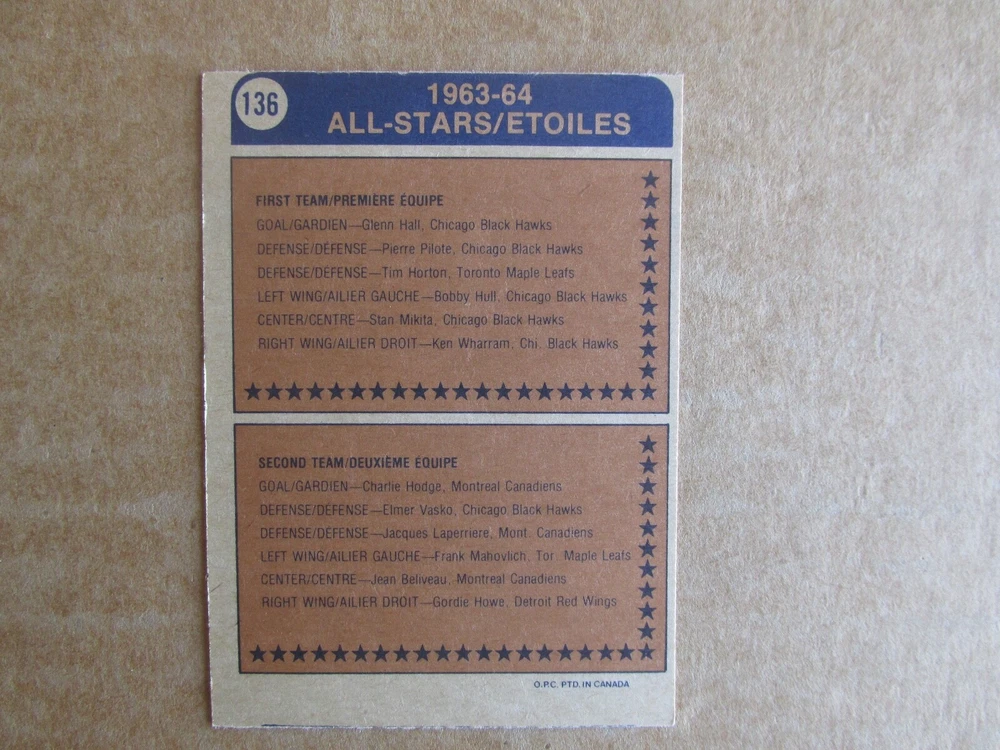 136
1963-64
ALL-STARS/ETOILES
FIRST TEAM/PREMIÈRE ÉQUIPE
GOAL/GARDIEN—Glenn Hall, Chicago Black Hawks
DEFENSE/DÉFENSE—Pierre Pilote, Chicago Black Hawks
DEFENSE/DÉFENSE—Tim Horton, Toronto Maple Leafs
LEFT WING/AILIER GAUCHE—Bobby Hull, Chicago Black Hawks
CENTER/CENTRE—Stan Mikita, Chicago Black Hawks
RIGHT WING/AILIER DROIT—Ken Wharram, Chi. Black Hawks
SECOND TEAM/DEUXIÈME ÉQUIPE
GOAL/GARDIEN—Charlie Hodge, Montreal Canadiens
DEFENSE/DÉFENSE—Elmer Vasko, Chicago Black Hawks
DEFENSE/DÉFENSE—Jacques Laperriere, Mont. Canadiens
LEFT WING/AILIER GAUCHE—Frank Mahovlich, Tor. Maple Leafs
CENTER/CENTRE—Jean Beliveau, Montreal Canadiens
RIGHT WING/AILIER DROIT—Gordie Howe, Detroit Red Wings
O.P.C. PTD. IN CANADA